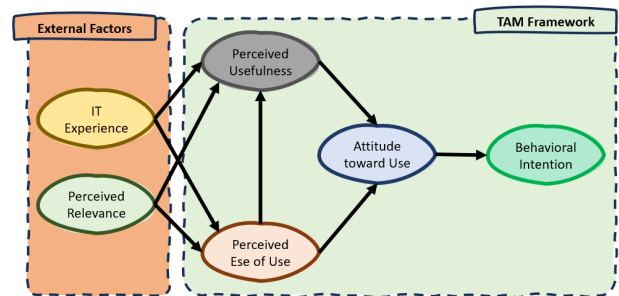 External Factors
TAM Framework
Perceived
Usefulness
IT
Experience
Attitude
toward Use
Behavioral
Intention
Perceived
Relevance
Perceived
Ese of Use